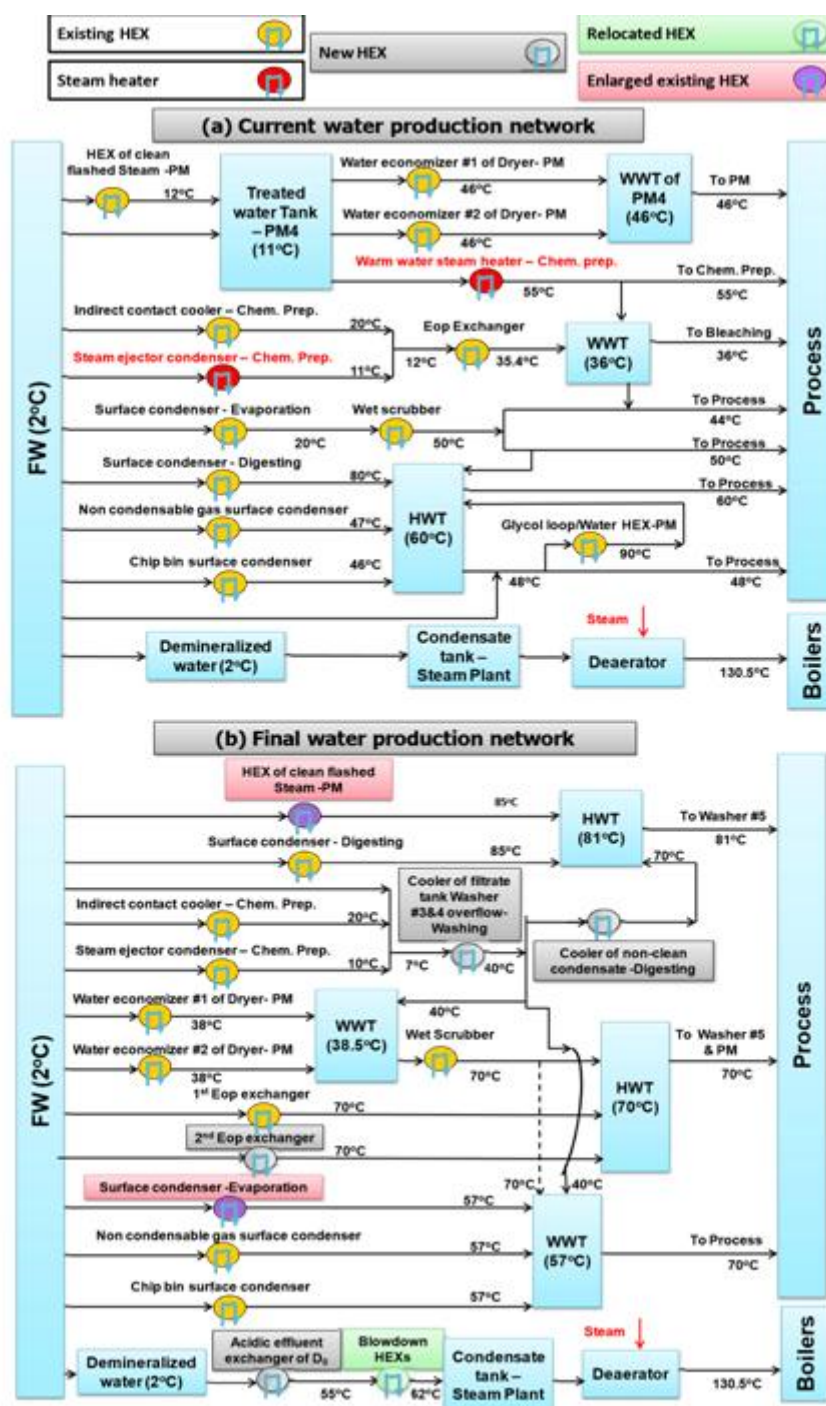 Existing HEX
New HEX
Relocated HEX
Steam heater
Enlarged existing HEX
(a) Current water production network
FW (2°C)
HEX of clean
flashed Steam -PM
12°C
Treated
water Tank
– PM4
(11°C)
Water economizer #1 of Dryer- PM
46°C
Water economizer #2 of Dryer- PM
46°C
WWT of
PM4
(46°C)
To PM
46°C
Warm water steam heater – Chem. prep.
55°C
To Chem. Prep.
55°C
Indirect contact cooler – Chem. Prep.
20°C
Steam ejector condenser – Chem. Prep.
11°C
12°C
Eop Exchanger
35.4°C
WWT
(36°C)
To Bleaching
36°C
Surface condenser - Evaporation
20°C
Wet scrubber
50°C
To Process
44°C
To Process
50°C
Surface condenser - Digesting
80°C
To Process
60°C
Non condensable gas surface condenser
47°C
HWT
(60°C)
Glycol loop/Water HEX-PM
90°C
Chip bin surface condenser
46°C
48°C
To Process
48°C
Process
Demineralized
water (2°C)
Condensate
tank –
Steam Plant
Steam
Deaerator
130.5°C
Boilers
(b) Final water production network
FW (2°C)
HEX of clean flashed
Steam -PM
85°C
HWT
(81°C)
To Washer #5
81°C
Surface condenser - Digesting
85°C
70°C
Cooler of filtrate
tank Washer
#3&4 overflow-
Washing
Indirect contact cooler – Chem. Prep.
20°C
Steam ejector condenser – Chem. Prep.
10°C
7°C
40°C
Cooler of non-clean
condensate -Digesting
Water economizer #1 of Dryer- PM
38°C
WWT
(38.5°C)
40°C
Water economizer #2 of Dryer- PM
38°C
Wet Scrubber
70°C
To Washer #5
& PM
70°C
HWT
(70°C)
1st Eop exchanger
70°C
2nd Eop exchanger
70°C
Surface condenser -Evaporation
57°C
70°C
40°C
Non condensable gas surface condenser
57°C
WWT
(57°C)
To Process
70°C
Chip bin surface condenser
57°C
Process
Demineralized
water (2°C)
Acidic effluent
exchanger of D0
55°C
Blowdown
HEXs
62°C
Condensate
tank –
Steam Plant
Steam
Deaerator
130.5°C
Boilers